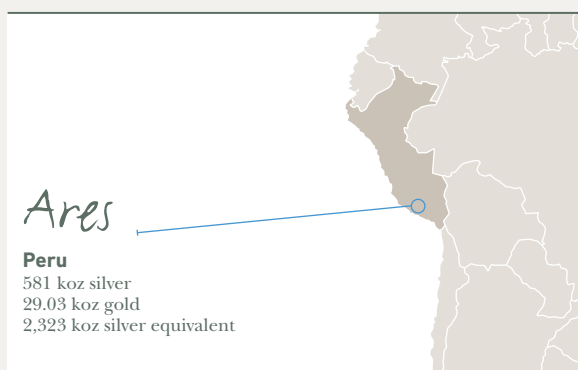 Ares
Peru
581 koz silver
29.03 koz gold
2,323 koz silver equivalent